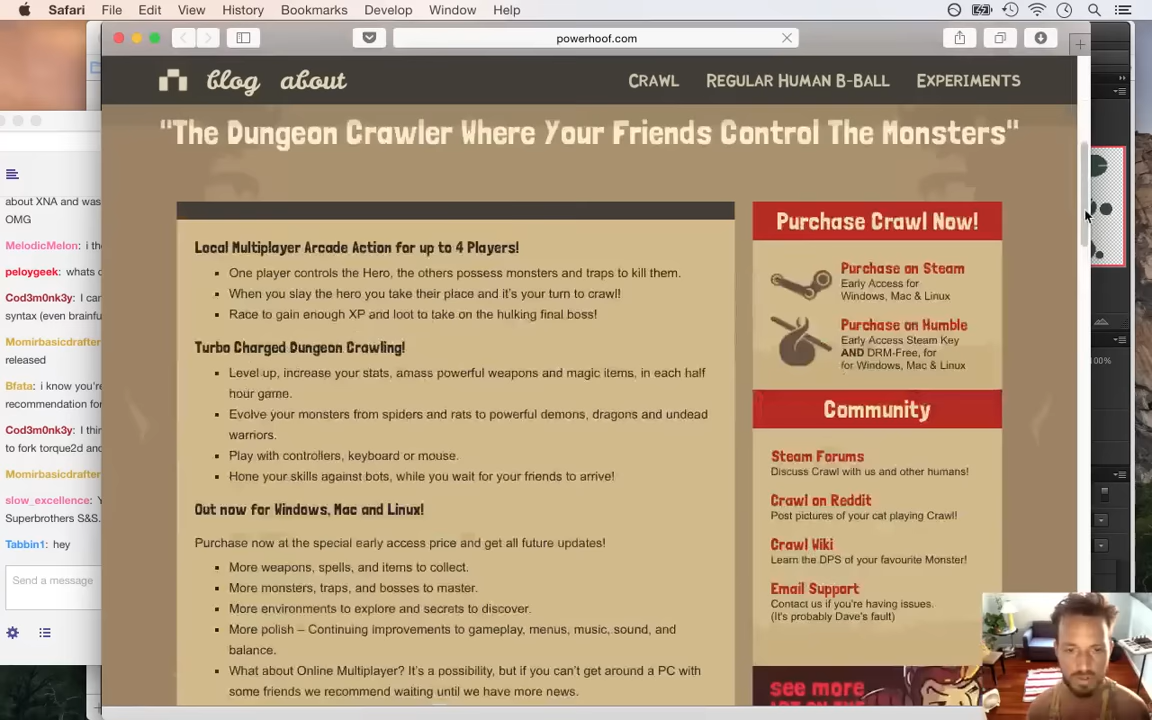 Safari File Edit View History Bookmarks Develop Window Help
powerhoof.com
blog about CRAWL REGULAR HUMAN B-BALL EXPERIMENTS
"The Dungeon Crawler Where Your Friends Control The Monsters"
Local Multiplayer Arcade Action for up to 4 Players!
One player controls the Hero, the others possess monsters and traps to kill them.
When you slay the hero you take their place and it's your turn to crawl!
Race to gain enough XP and loot to take on the hulking final boss!
Turbo Charged Dungeon Crawling!
Level up, increase your stats, amass powerful weapons and magic items, in each half
hour game.
Evolve your monsters from spiders and rats to powerful demons, dragons and undead
warriors.
Play with controllers, keyboard or mouse.
Hone your skills against bots, while you wait for your friends to arrive!
Out now for Windows, Mac and Linux!
Purchase now at the special early access price and get all future updates!
More weapons, spells, and items to collect.
More monsters, traps, and bosses to master.
More environments to explore and secrets to discover.
More polish – Continuing improvements to gameplay, menus, music, sound, and
balance.
What about Online Multiplayer? It's a possibility, but if you can't get around a PC with
some friends we recommend waiting until we have more news.
Purchase Crawl Now!
Purchase on Steam
Early Access for
Windows, Mac & Linux
Purchase on Humble
Early Access Steam Key
AND DRM-Free, for
for Windows, Mac & Linux
Community
Steam Forums
Discuss Crawl with us and other humans!
Crawl on Reddit
Post pictures of your cat playing Crawl!
Crawl Wiki
Learn the DPS of your favourite Monster!
Email Support
Contact us if you're having issues.
(It's probably Dave's fault)
see more
about XNA and was
OMG
MelodicMelon: i th
peloygeek: whats c
Cod3m0nk3y: I car
syntax (even brainfu
Momirbasicdrafter
released
Bfata: i know you're
recommendation for
Cod3m0nk3y: I thin
to fork torque2d and
Momirbasicdrafter
slow_excellence: Y
Superbrothers S&S.
Tabbin1: hey
Send a message
100%